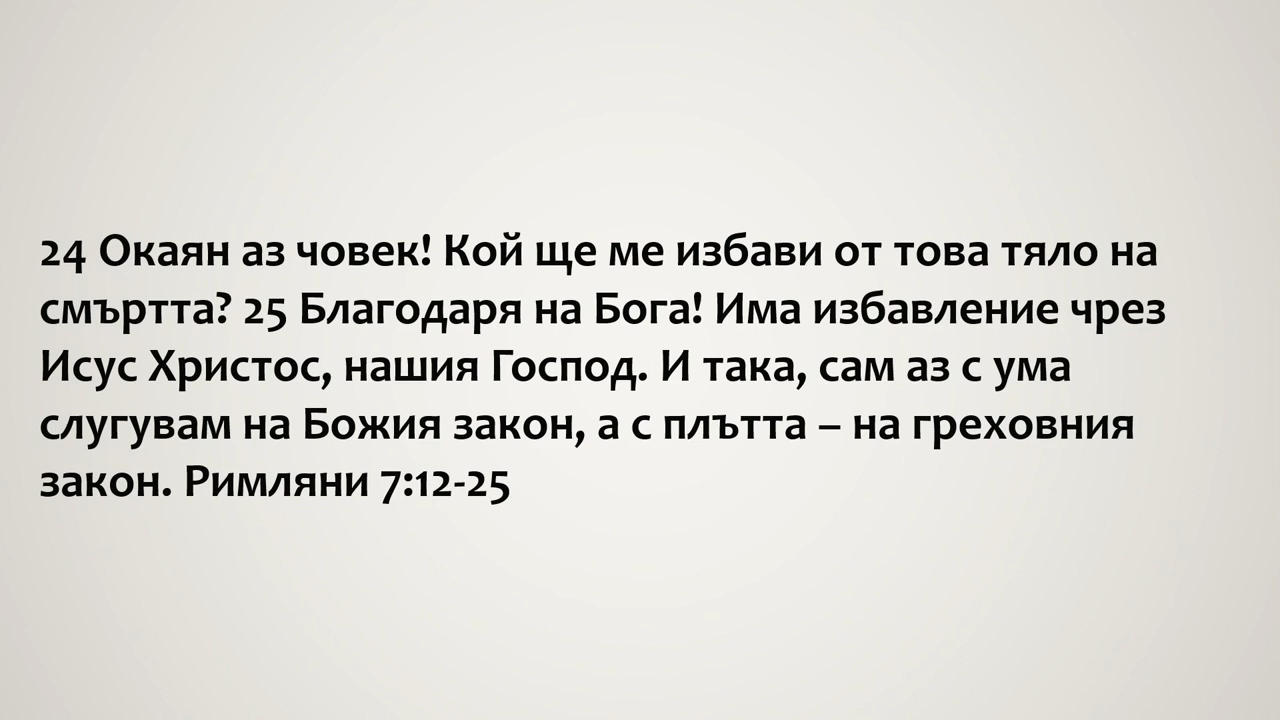 24 Окаян аз човек! Кой ще ме избави от това тяло на
смъртта? 25 Благодаря на Бога! Има избавление чрез
Исус Христос, нашия Господ. И така, сам аз с ума
слугувам на Божия закон, а с плътта – на греховния
закон. Римляни 7:12-25